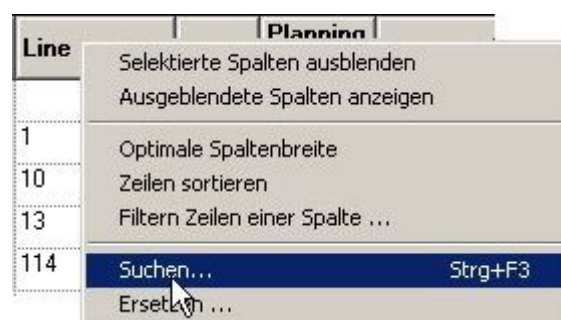 Planning
Line
Selektierte Spalten ausblenden
Ausgeblendete Spalten anzeigen
1
Optimale Spaltenbreite
10
Zeilen sortieren
13
Filtern Zeilen einer Spalte ...
114
Suchen... Strg+F3
Ersetzen ...